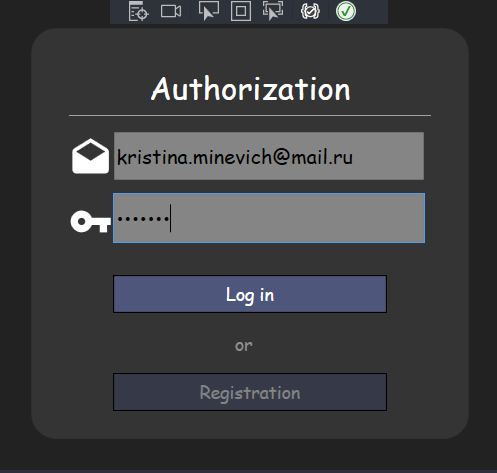 Authorization
kristina.minevich@mail.ru
•••••••
Log in
or
Registration